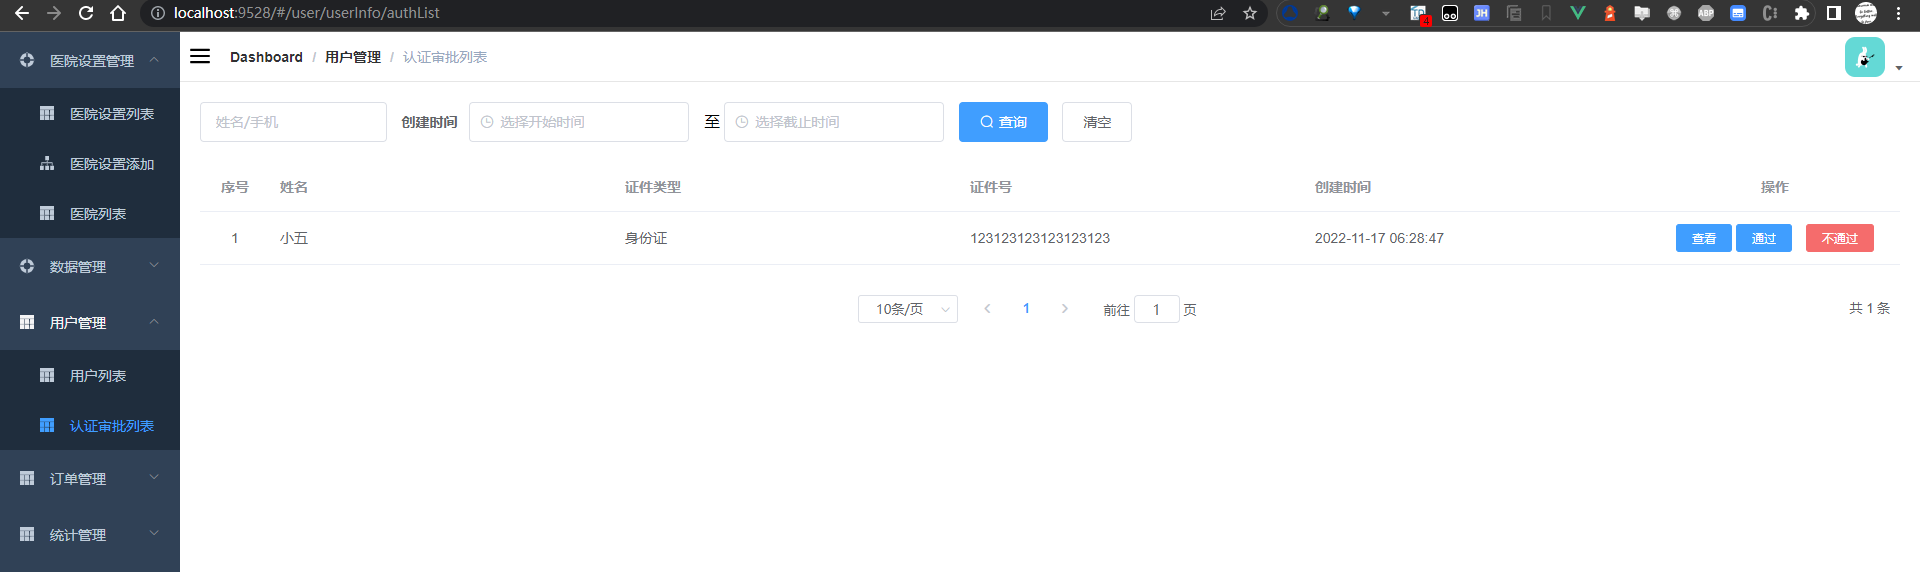 localhost:9528/#/user/userInfo/authList
4
JH
ABP
医院设置管理
医院设置列表
医院设置添加
医院列表
数据管理
用户管理
用户列表
认证审批列表
订单管理
统计管理
Dashboard / 用户管理 / 认证审批列表
姓名/手机 创建时间 选择开始时间 至 选择截止时间 查询 清空
序号 姓名 证件类型 证件号 创建时间 操作
1 小五 身份证 123123123123123123 2022-11-17 06:28:47 查看 通过 不通过
10条/页 1 前往 1 页 共 1 条